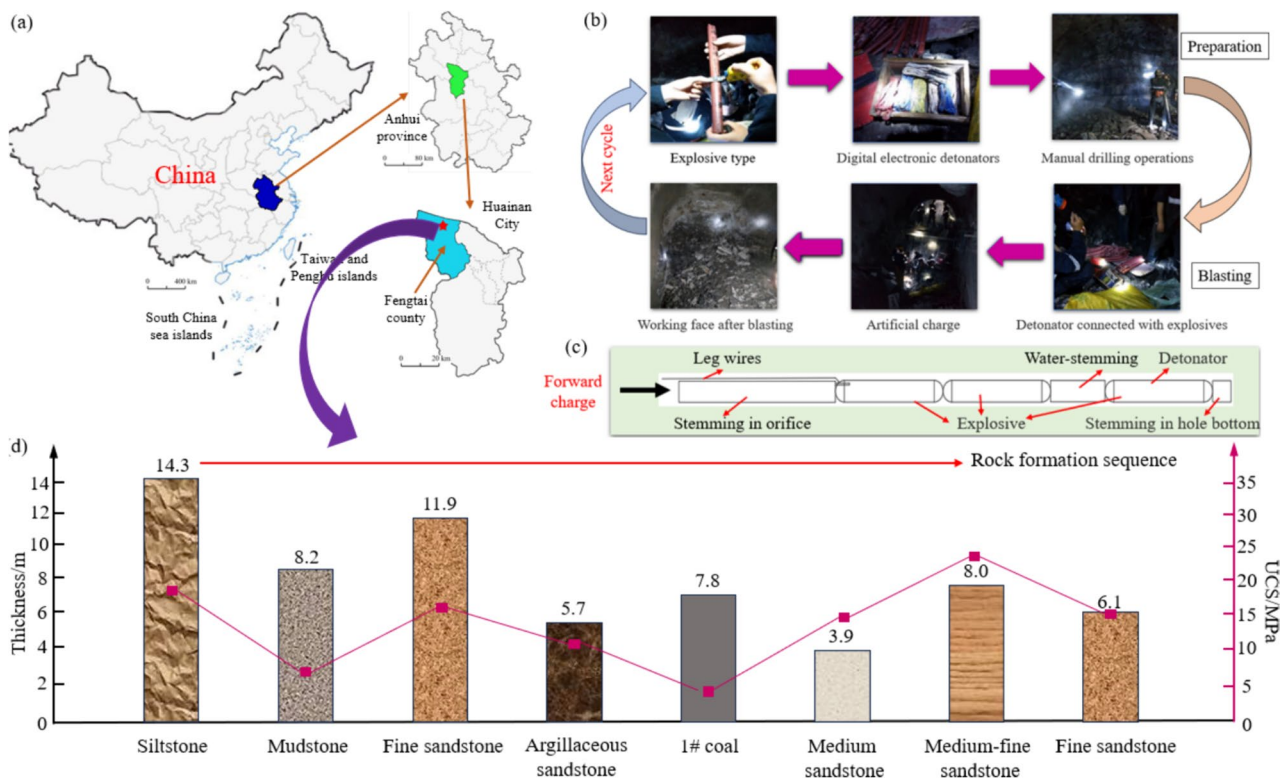 (a)
China
Anhui
province
0 80 km
Huainan
City
Taiwan and
Penghu islands
Fengtai
county
0 400 km
South China
sea islands
0 20 km
(b)
Preparation
Explosive type
Digital electronic detonators
Manual drilling operations
Next cycle
Blasting
Working face after blasting
Artificial charge
Detonator connected with explosives
(c)
Leg wires
Water-stemming
Detonator
Forward
charge
Stemming in orifice
Explosive
Stemming in hole bottom
(d)
Rock formation sequence
Thickness/m
14
12
10
8
6
4
2
0
14.3
8.2
11.9
5.7
7.8
3.9
8.0
6.1
35
30
25
20
15
10
5
0
UCS/MPa
Siltstone
Mudstone
Fine sandstone
Argillaceous
sandstone
1# coal
Medium
sandstone
Medium-fine
sandstone
Fine sandstone